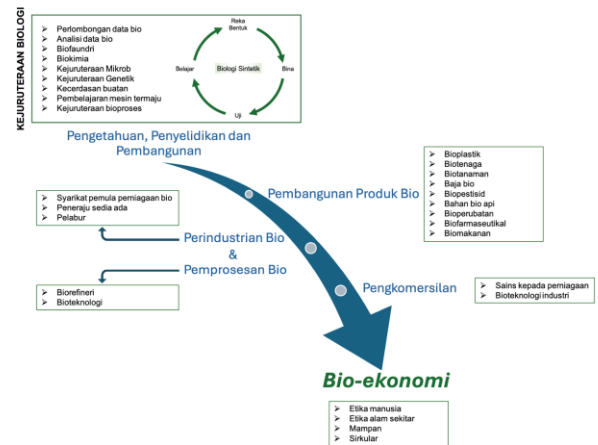 KEJURUTERAAN BIOLOGI
Perlombongan data bio
Analisi data bio
Biofaundri
Biokimia
Kejuruteraan Mikrob
Kejuruteraan Genetik
Kecerdasan buatan
Pembelajaran mesin termaju
Kejuruteraan bioproses
Reka
Bentuk
Belajar
Biologi Sintetik
Bina
Uji
Pengetahuan, Penyelidikan dan
Pembangunan
Pembangunan Produk Bio
Bioplastik
Biotenaga
Biotanaman
Baja bio
Biopestisid
Bahan bio api
Bioperubatan
Biofarmaseutikal
Biomakanan
Syarikat pemula perniagaan bio
Peneraju sedia ada
Pelabur
Perindustrian Bio
&
Pemprosesan Bio
Biorefineri
Bioteknologi
Pengkomersilan
Sains kepada perniagaan
Bioteknologi industri
Bio-ekonomi
Etika manusia
Etika alam sekitar
Mampan
Sirkular